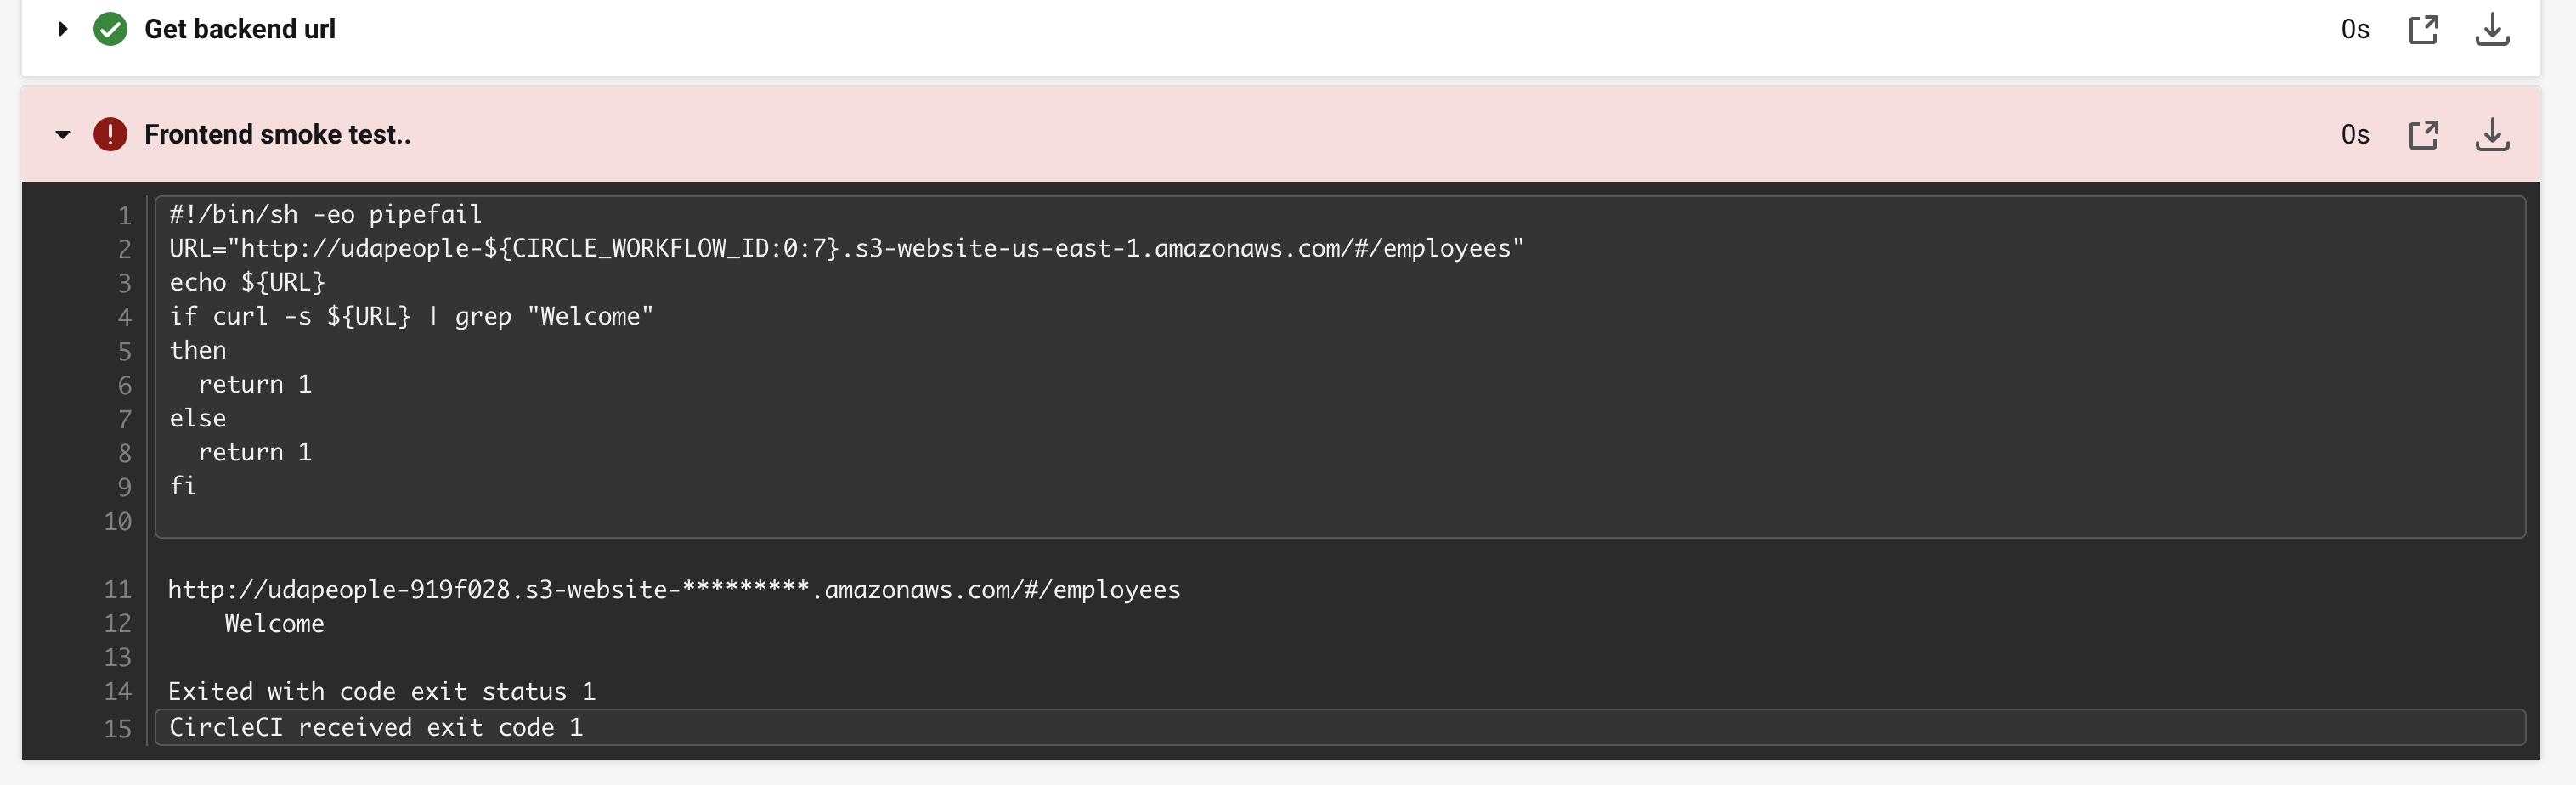 Get backend url 0s
Frontend smoke test.. 0s
1 #!/bin/sh -eo pipefail
2 URL="http://udapeople-${CIRCLE_WORKFLOW_ID:0:7}.s3-website-us-east-1.amazonaws.com/#/employees"
3 echo ${URL}
4 if curl -s ${URL} | grep "Welcome"
5 then
6   return 1
7 else
8   return 1
9 fi
10
11 http://udapeople-919f028.s3-website-*********.amazonaws.com/#/employees
12     Welcome
13
14 Exited with code exit status 1
15 CircleCI received exit code 1